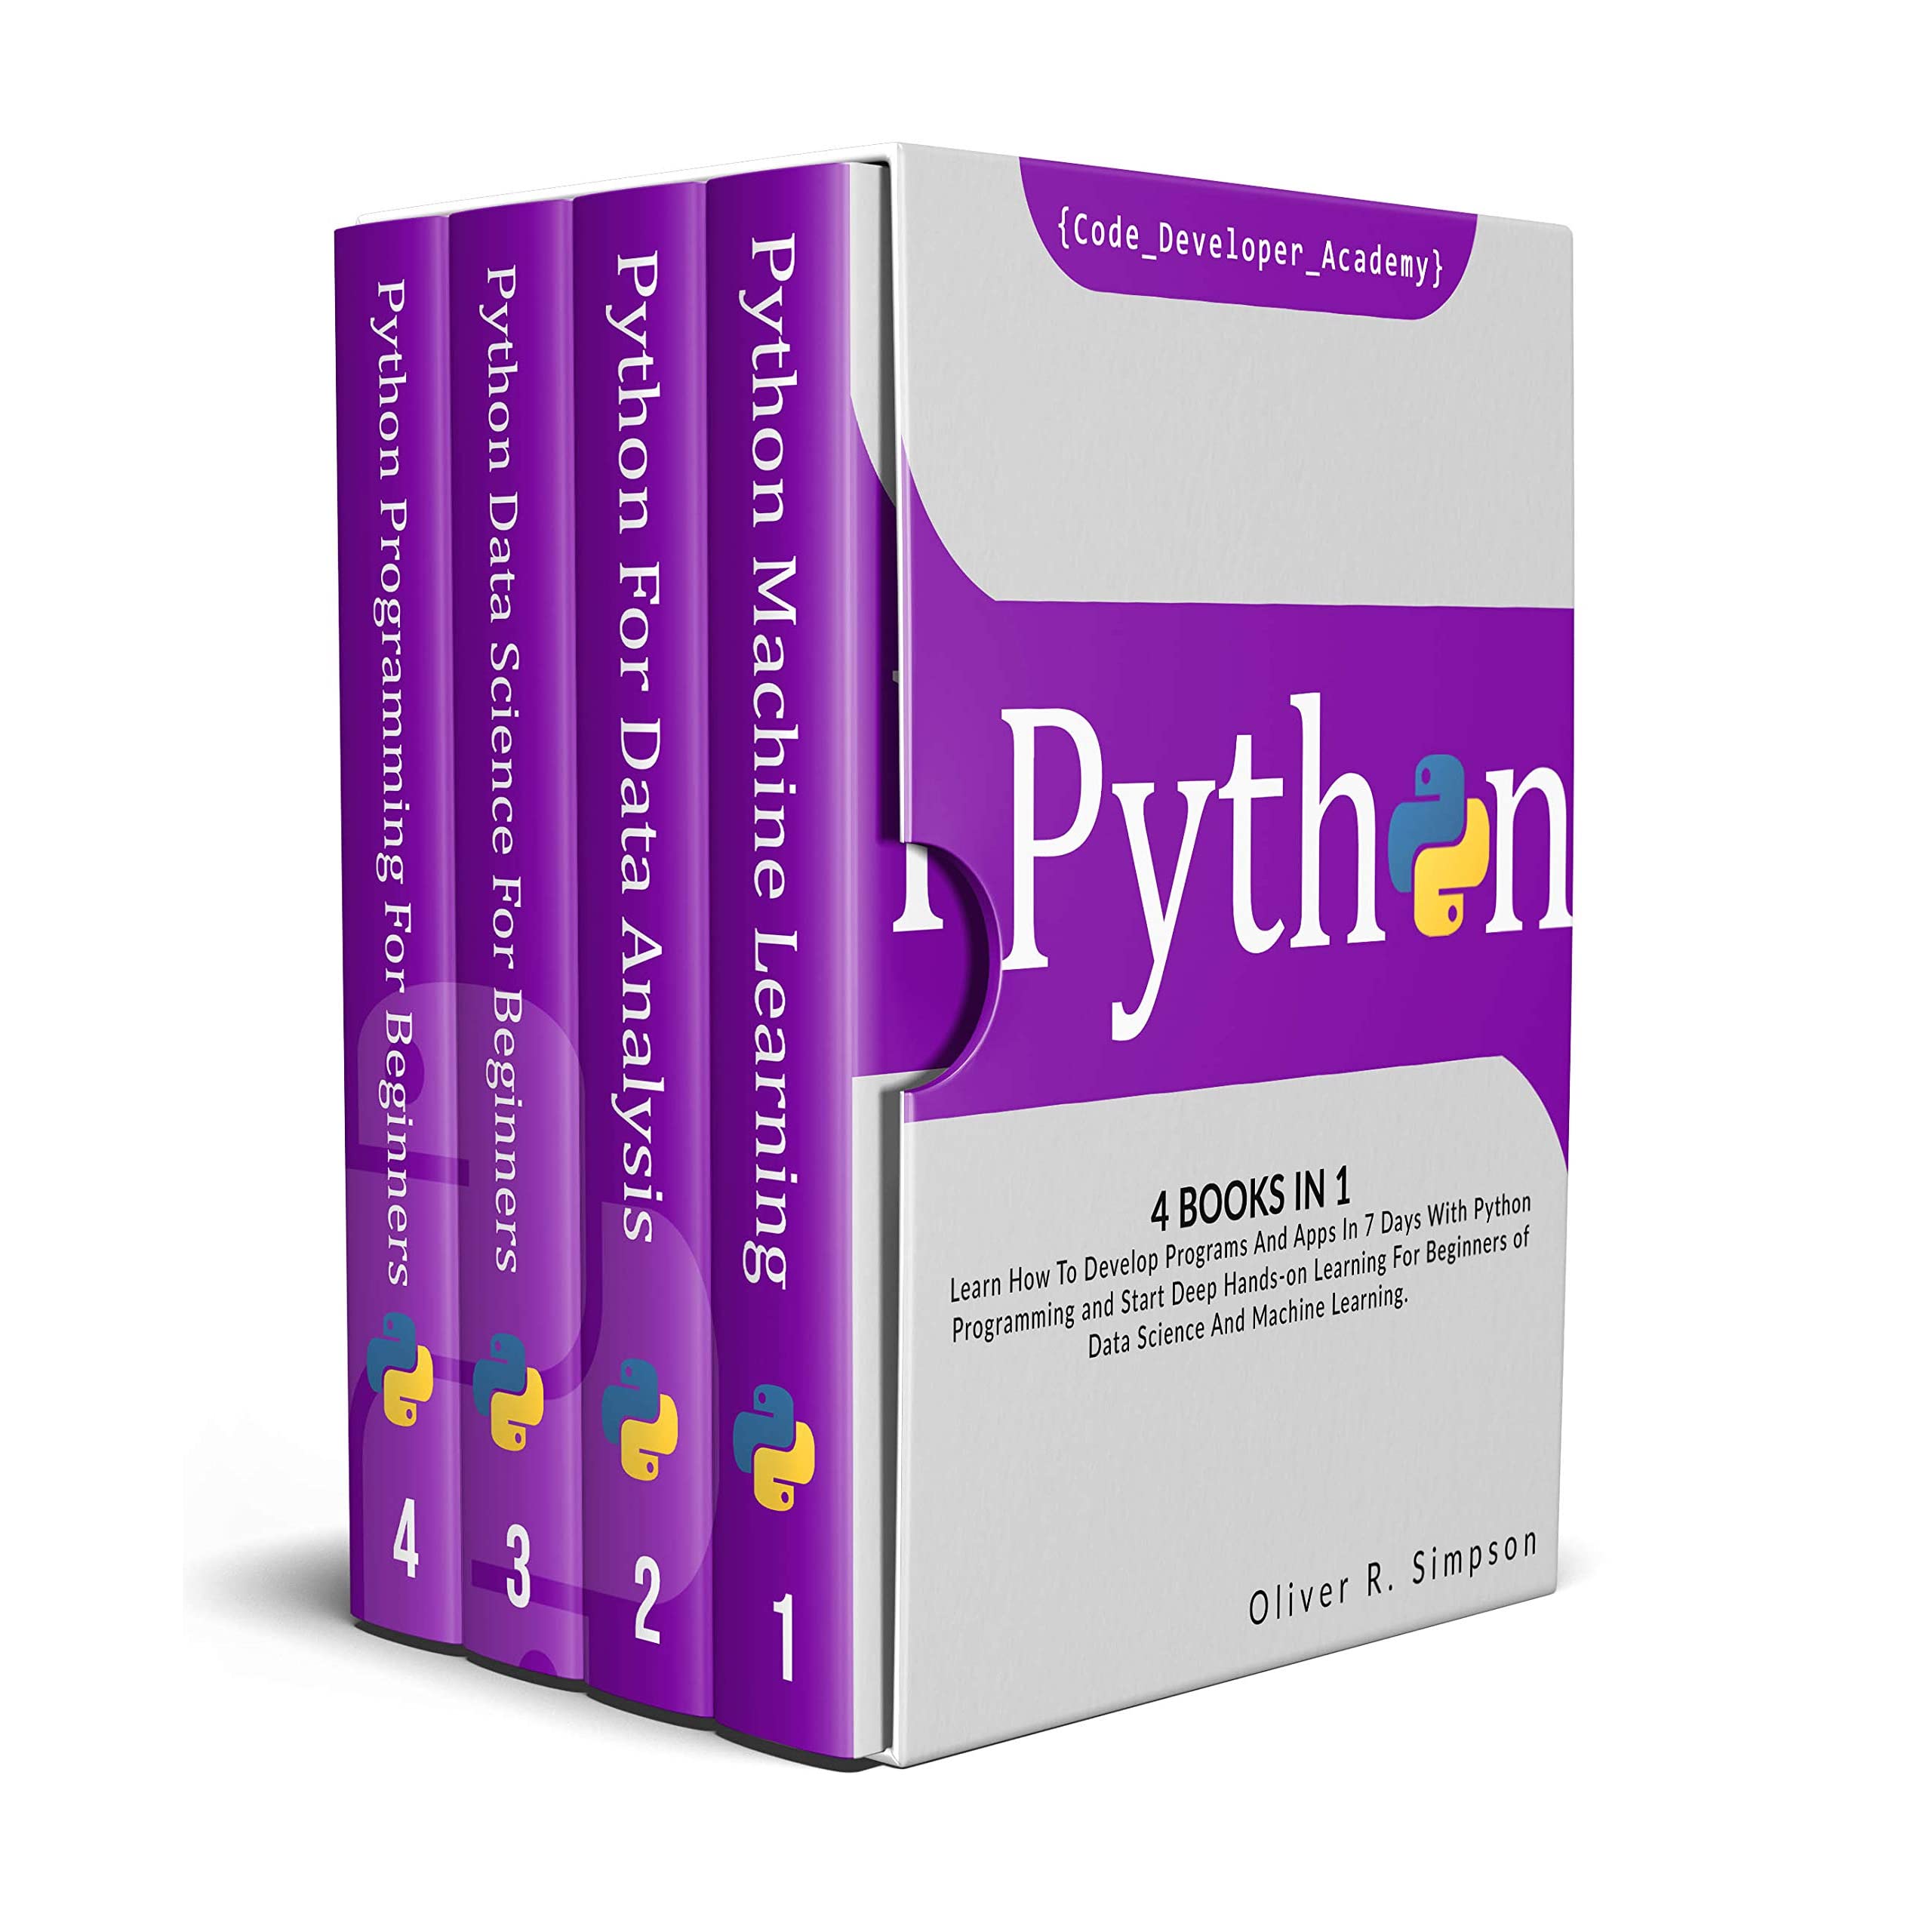 Python Programming For Beginners
4
Python Data Science For Beginners
3
Python For Data Analysis
2
Python Machine Learning
1
{Code_Developer_Academy}
Python
4 BOOKS IN 1
Learn How To Develop Programs And Apps In 7 Days With Python
Programming and Start Deep Hands-on Learning For Beginners of
Data Science And Machine Learning.
Oliver R. Simpson